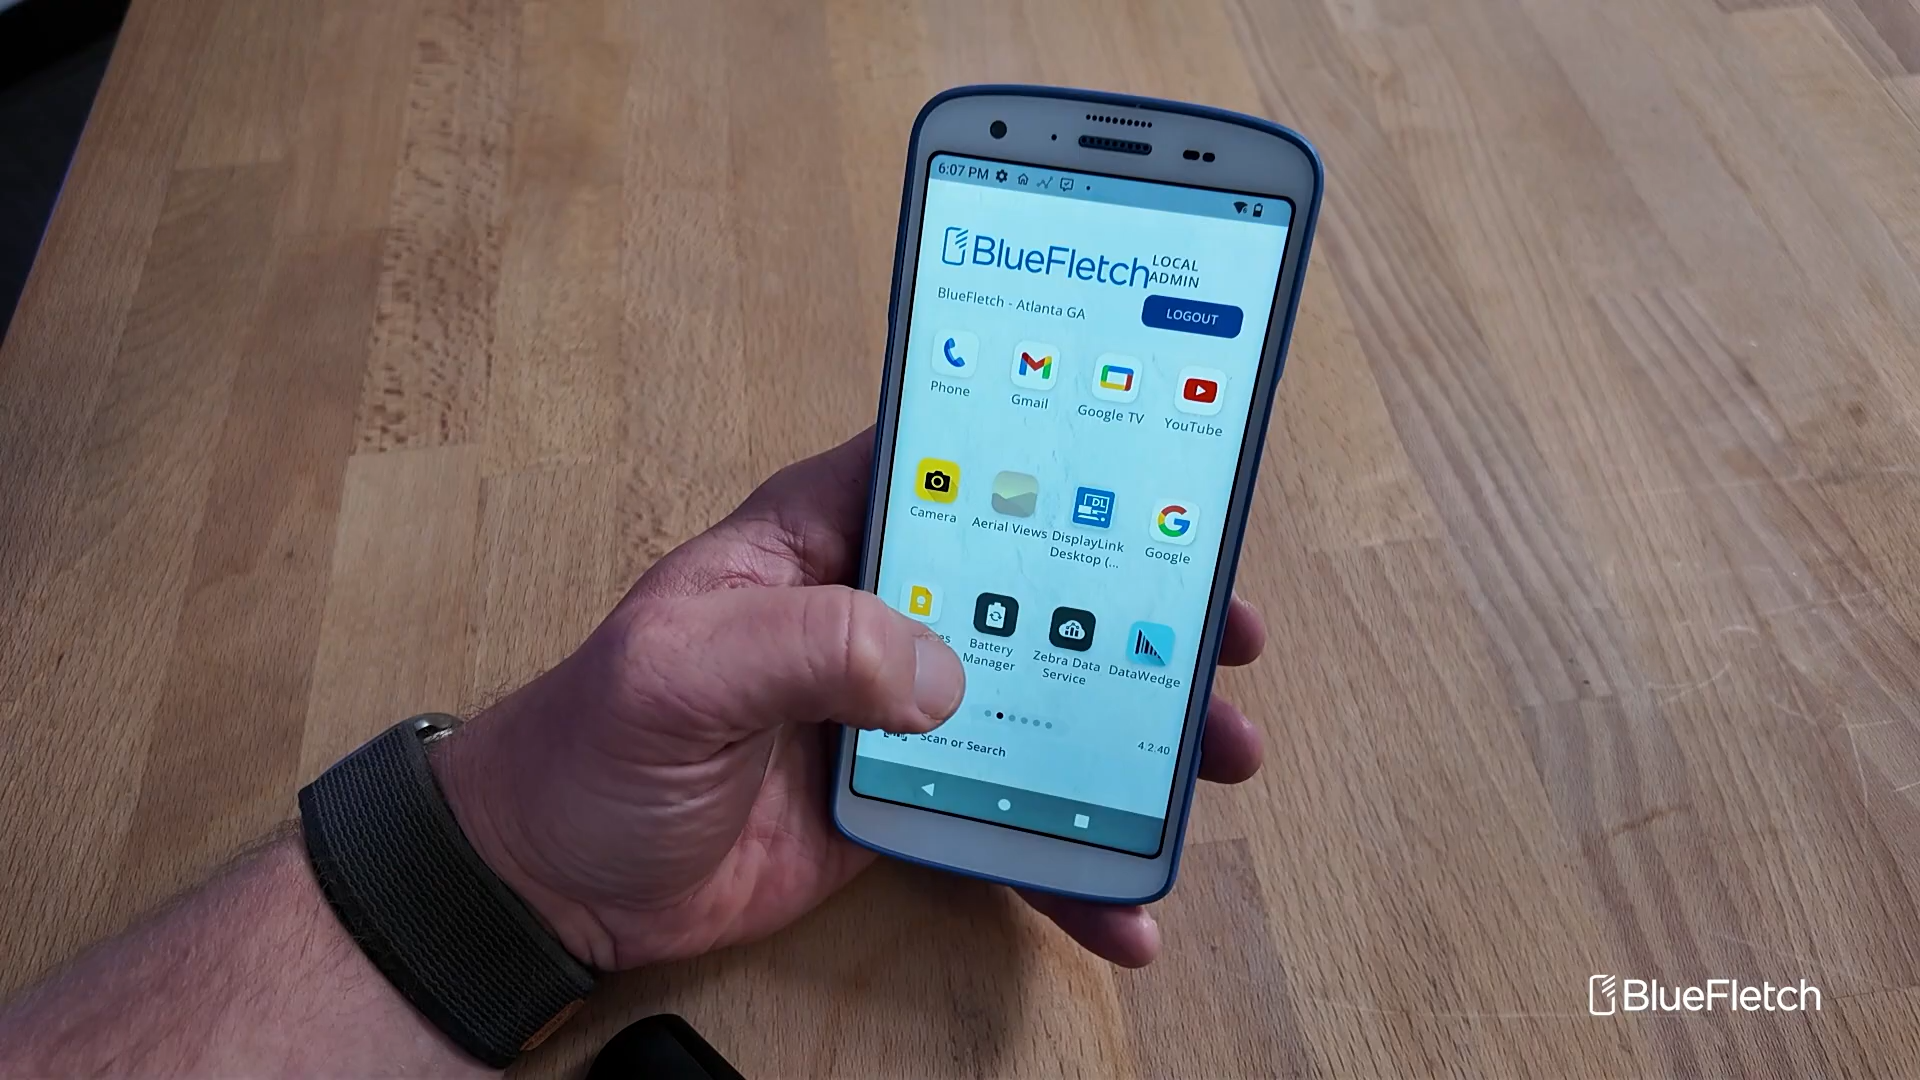 6:07 PM
BlueFletch
LOCAL
ADMIN
BlueFletch - Atlanta GA
LOGOUT
Phone
Gmail
Google TV
YouTube
Camera
Aerial Views
DisplayLink
Desktop (...
Google
Battery
Manager
Zebra Data
Service
DataWedge
Scan or Search
4.2.40
BlueFletch